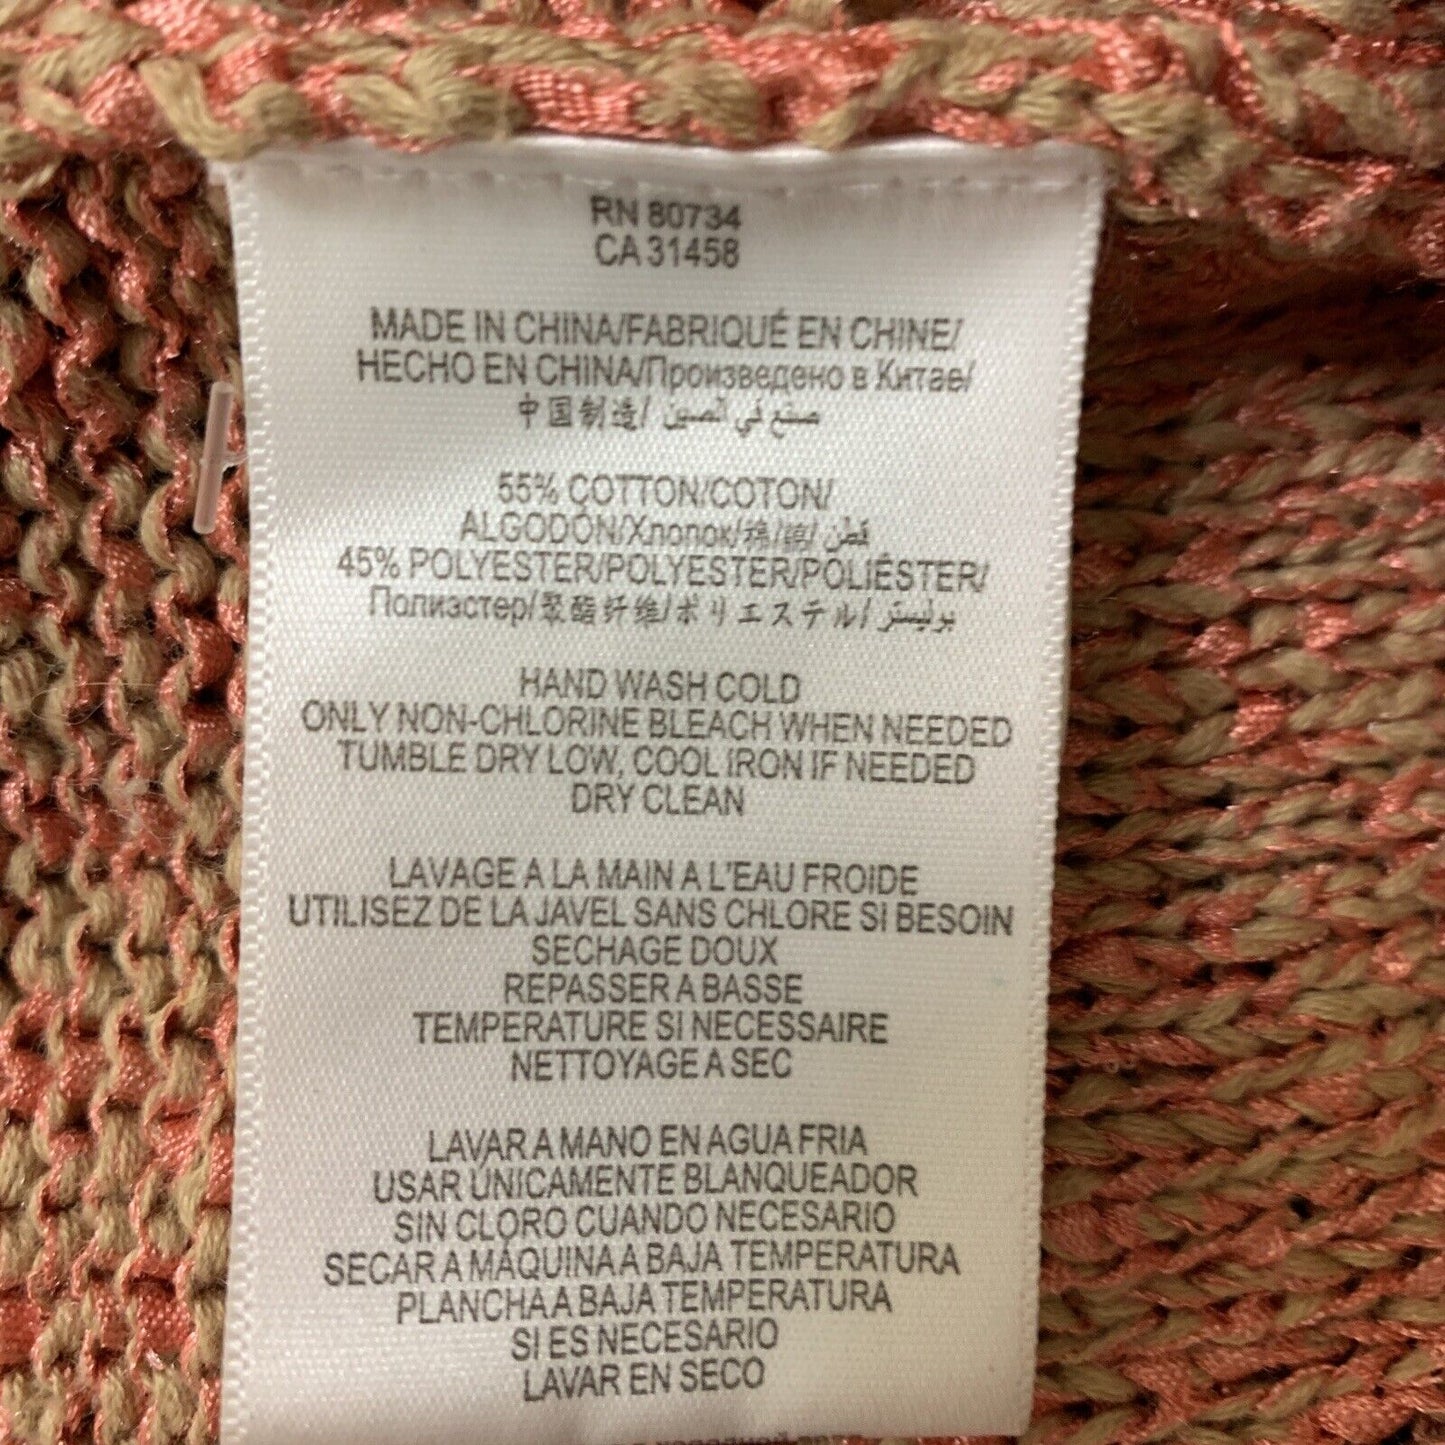 RN 80734
CA 31458
MADE IN CHINA/FABRIQUÉ EN CHINE/
HECHO EN CHINA/Произведено в Китае/
中国制造/ صنع في الصين
55% COTTON/COTON/
ALGODÓN/Хлопок/棉/綿/ قطن
45% POLYESTER/POLYESTER/POLIÉSTER/
Полиэстер/聚酯纤维/ポリエステル/ بوليستر
HAND WASH COLD
ONLY NON-CHLORINE BLEACH WHEN NEEDED
TUMBLE DRY LOW, COOL IRON IF NEEDED
DRY CLEAN
LAVAGE A LA MAIN A L'EAU FROIDE
UTILISEZ DE LA JAVEL SANS CHLORE SI BESOIN
SECHAGE DOUX
REPASSER A BASSE
TEMPERATURE SI NECESSAIRE
NETTOYAGE A SEC
LAVAR A MANO EN AGUA FRIA
USAR ÚNICAMENTE BLANQUEADOR
SIN CLORO CUANDO NECESARIO
SECAR A MÁQUINA A BAJA TEMPERATURA
PLANCHA A BAJA TEMPERATURA
SI ES NECESARIO
LAVAR EN SECO